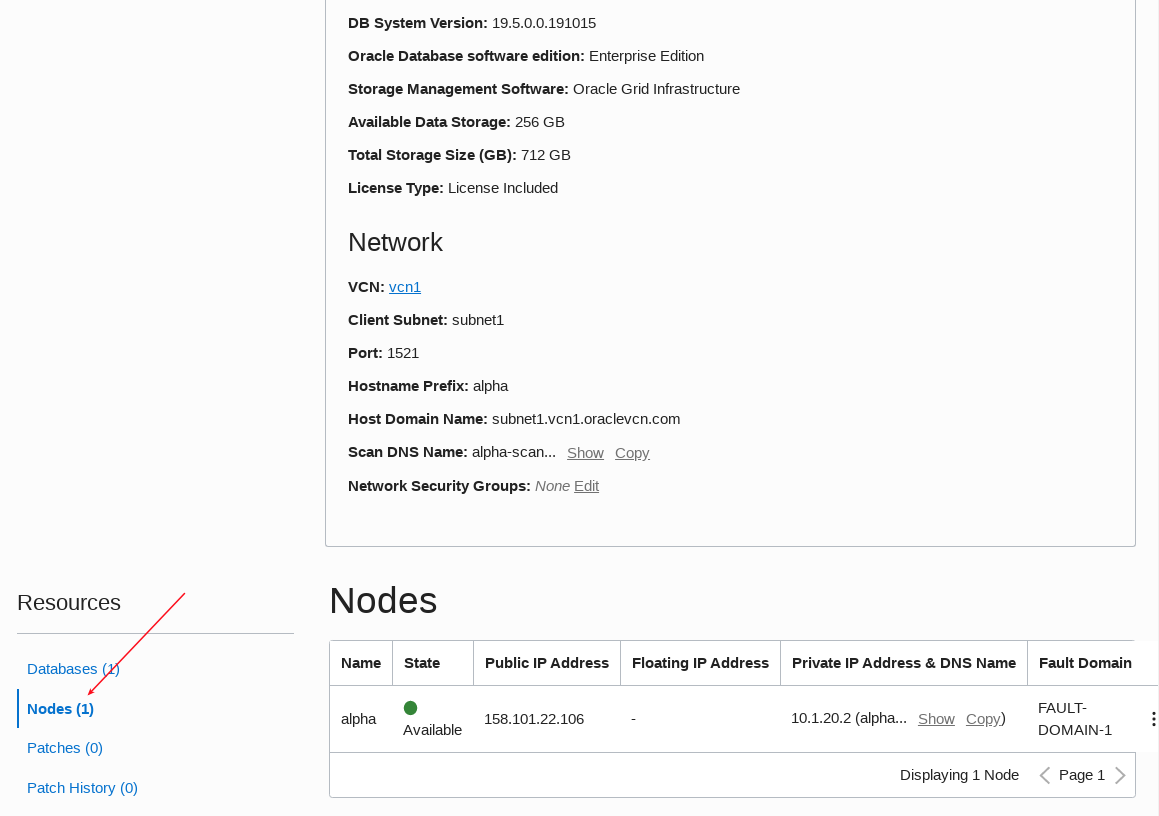 DB System Version: 19.5.0.0.191015
Oracle Database software edition: Enterprise Edition
Storage Management Software: Oracle Grid Infrastructure
Available Data Storage: 256 GB
Total Storage Size (GB): 712 GB
License Type: License Included
Network
VCN: vcn1
Client Subnet: subnet1
Port: 1521
Hostname Prefix: alpha
Host Domain Name: subnet1.vcn1.oraclevcn.com
Scan DNS Name: alpha-scan... Show Copy
Network Security Groups: None Edit
Resources
Databases (1)
Nodes (1)
Patches (0)
Patch History (0)
Nodes
Name State Public IP Address Floating IP Address Private IP Address & DNS Name Fault Domain
alpha Available 158.101.22.106 - 10.1.20.2 (alpha... Show Copy) FAULT-
DOMAIN-1
Displaying 1 Node Page 1